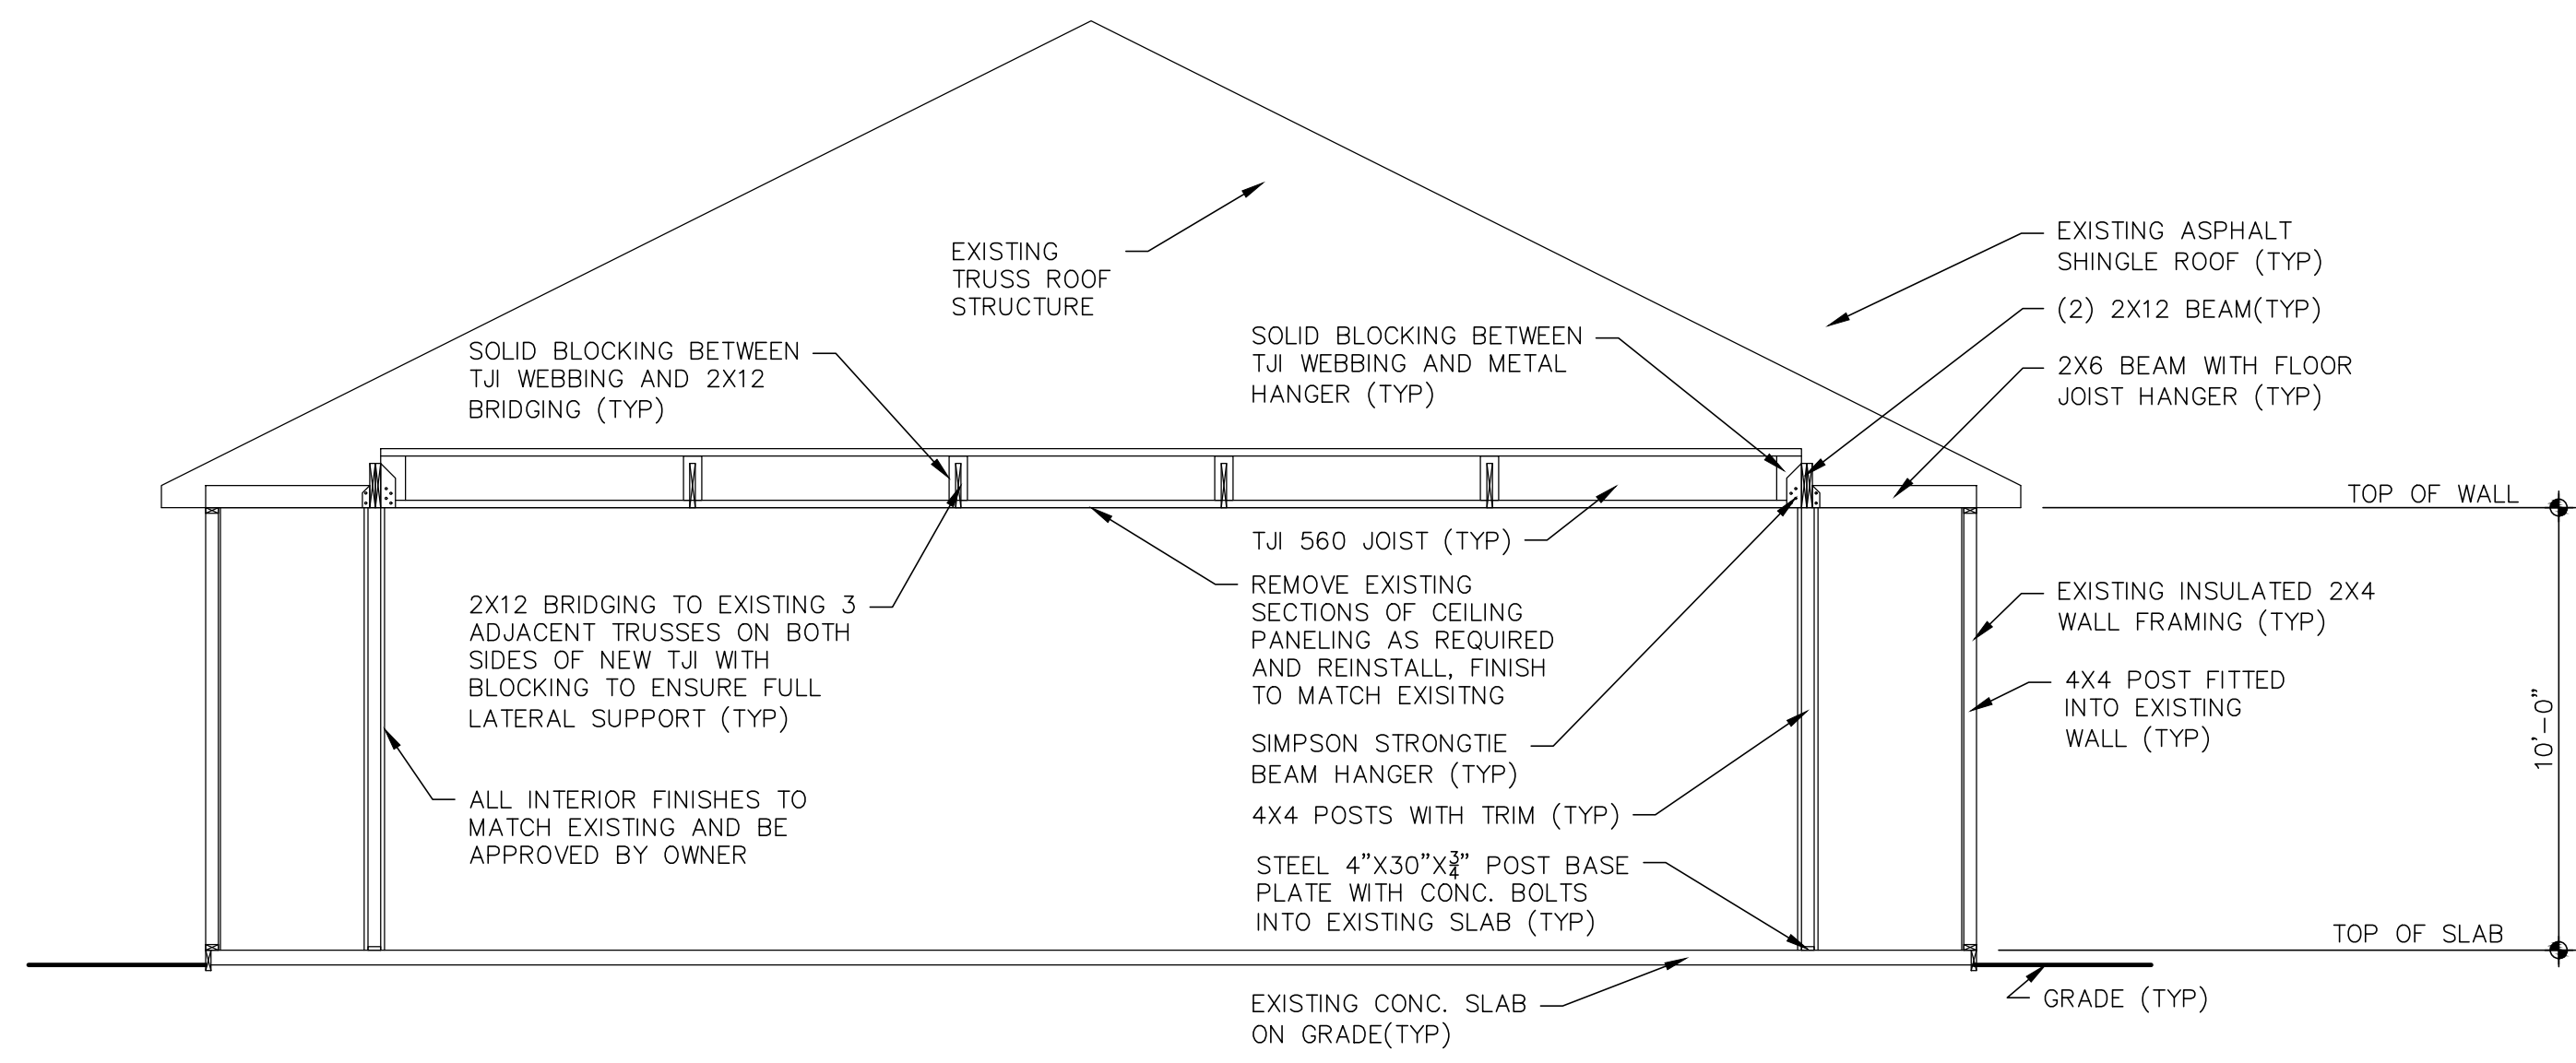 EXISTING
TRUSS ROOF
STRUCTURE
EXISTING ASPHALT
SHINGLE ROOF (TYP)
(2) 2X12 BEAM(TYP)
2X6 BEAM WITH FLOOR
JOIST HANGER (TYP)
SOLID BLOCKING BETWEEN
TJI WEBBING AND 2X12
BRIDGING (TYP)
SOLID BLOCKING BETWEEN
TJI WEBBING AND METAL
HANGER (TYP)
TOP OF WALL
TJI 560 JOIST (TYP)
REMOVE EXISTING
SECTIONS OF CEILING
PANELING AS REQUIRED
AND REINSTALL, FINISH
TO MATCH EXISITNG
2X12 BRIDGING TO EXISTING 3
ADJACENT TRUSSES ON BOTH
SIDES OF NEW TJI WITH
BLOCKING TO ENSURE FULL
LATERAL SUPPORT (TYP)
EXISTING INSULATED 2X4
WALL FRAMING (TYP)
4X4 POST FITTED
INTO EXISTING
WALL (TYP)
10'-0"
SIMPSON STRONGTIE
BEAM HANGER (TYP)
ALL INTERIOR FINISHES TO
MATCH EXISTING AND BE
APPROVED BY OWNER
4X4 POSTS WITH TRIM (TYP)
STEEL 4"X30"X3/4" POST BASE
PLATE WITH CONC. BOLTS
INTO EXISTING SLAB (TYP)
TOP OF SLAB
EXISTING CONC. SLAB
ON GRADE(TYP)
GRADE (TYP)